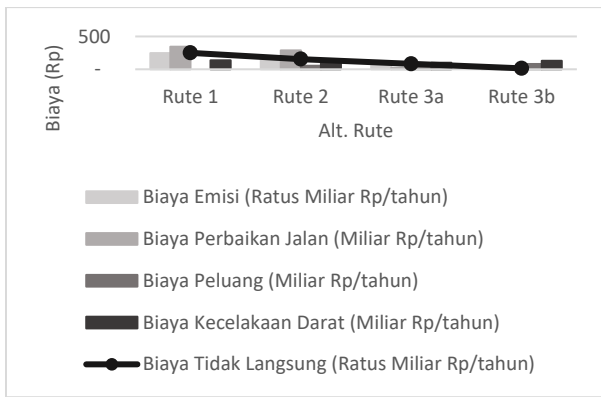 Biaya (Rp)
500
-
Rute 1 Rute 2 Rute 3a Rute 3b
Alt. Rute
Biaya Emisi (Ratus Miliar Rp/tahun)
Biaya Perbaikan Jalan (Miliar Rp/tahun)
Biaya Peluang (Miliar Rp/tahun)
Biaya Kecelakaan Darat (Miliar Rp/tahun)
Biaya Tidak Langsung (Ratus Miliar Rp/tahun)